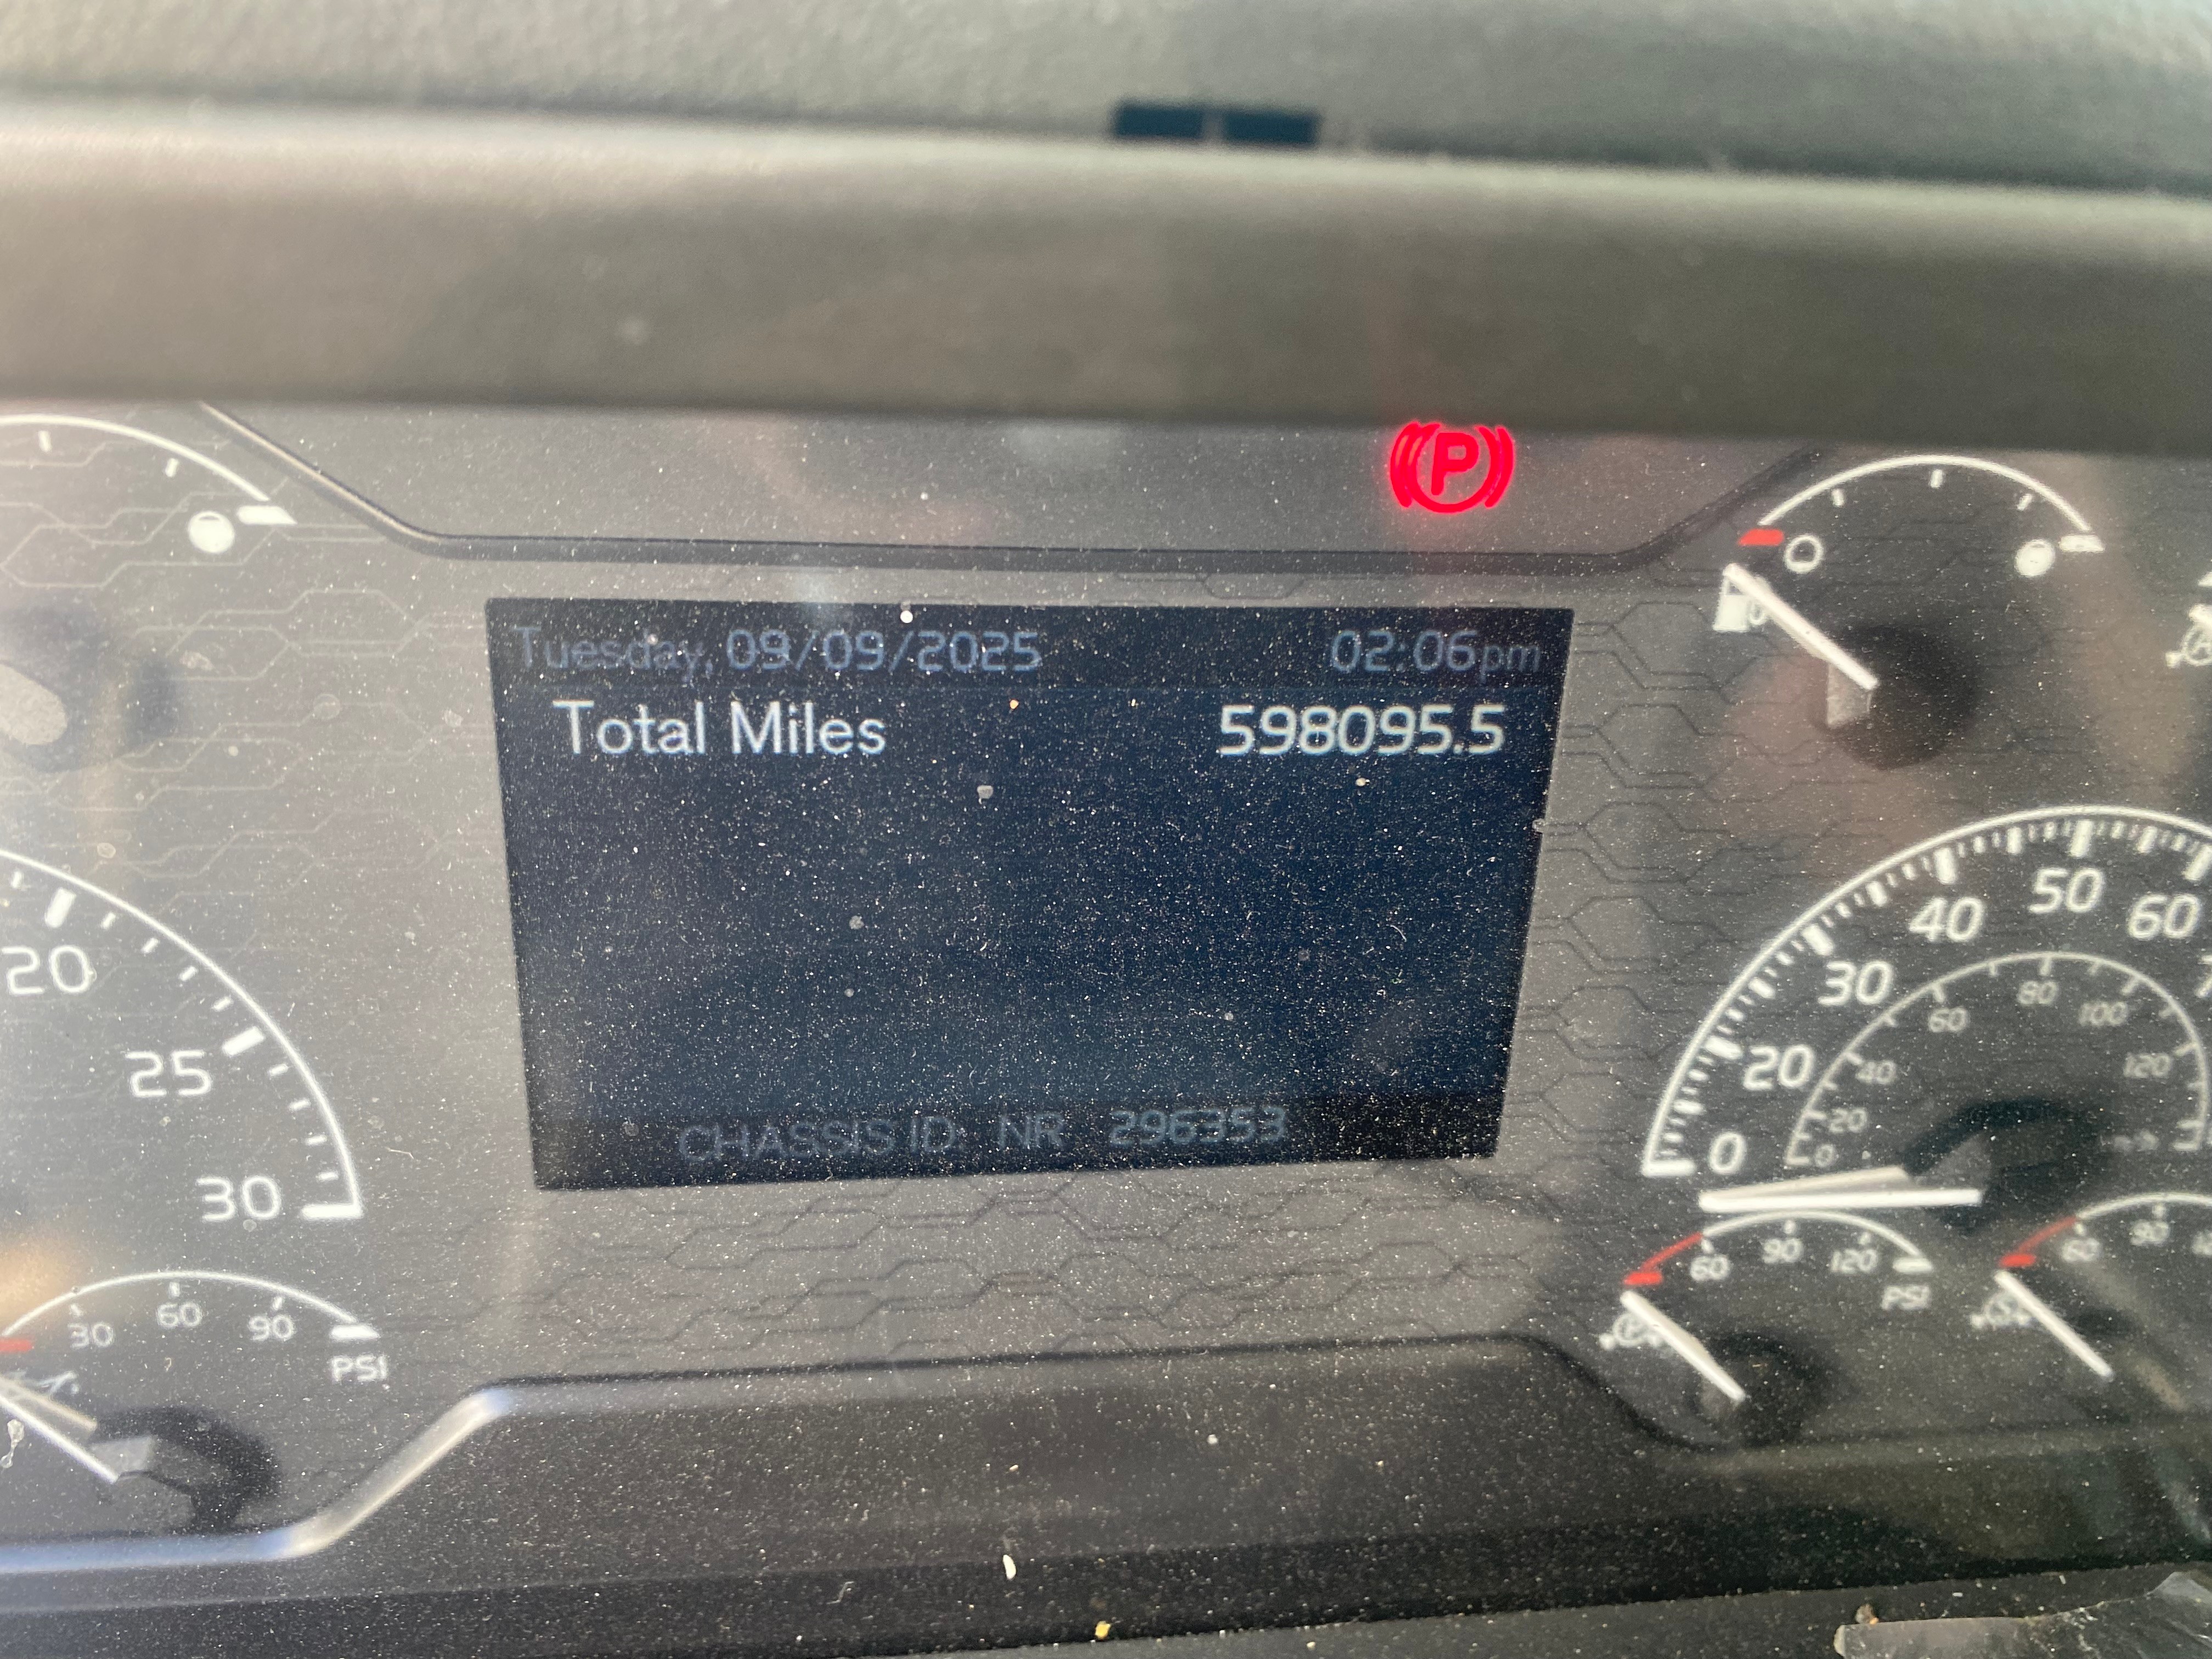 P
Tuesday, 09/09/2025 02:06pm
Total Miles 598095.5
CHASSIS ID NR 296353
20
25
30
30 60 90
PSI
0 20 30 40 50 60
0 20 40 60 80 100 120
60 90 120
PSI
60 90